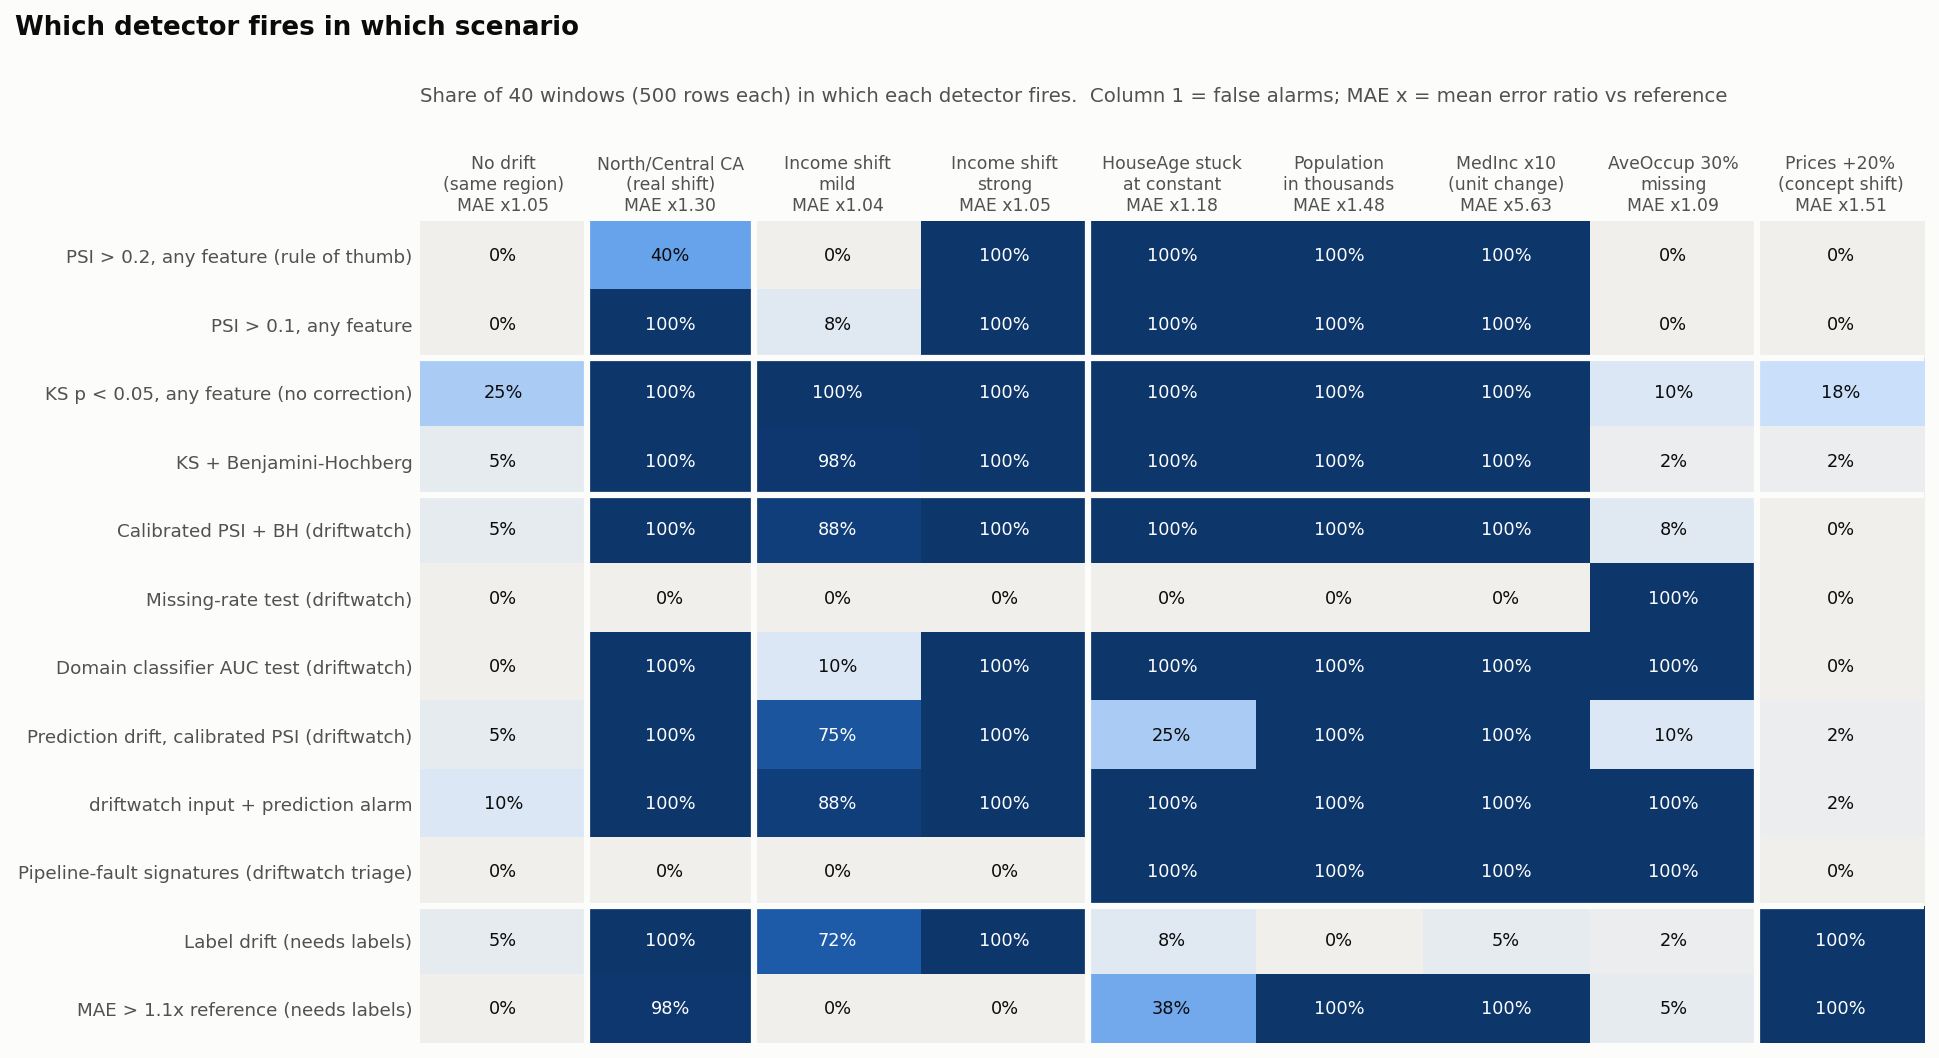 Which detector fires in which scenario
Share of 40 windows (500 rows each) in which each detector fires.  Column 1 = false alarms; MAE x = mean error ratio vs reference
No drift
(same region)
MAE x1.05
North/Central CA
(real shift)
MAE x1.30
Income shift
mild
MAE x1.04
Income shift
strong
MAE x1.05
HouseAge stuck
at constant
MAE x1.18
Population
in thousands
MAE x1.48
MedInc x10
(unit change)
MAE x5.63
AveOccup 30%
missing
MAE x1.09
Prices +20%
(concept shift)
MAE x1.51
PSI > 0.2, any feature (rule of thumb) 0% 40% 0% 100% 100% 100% 100% 0% 0%
PSI > 0.1, any feature 0% 100% 8% 100% 100% 100% 100% 0% 0%
KS p < 0.05, any feature (no correction) 25% 100% 100% 100% 100% 100% 100% 10% 18%
KS + Benjamini-Hochberg 5% 100% 98% 100% 100% 100% 100% 2% 2%
Calibrated PSI + BH (driftwatch) 5% 100% 88% 100% 100% 100% 100% 8% 0%
Missing-rate test (driftwatch) 0% 0% 0% 0% 0% 0% 0% 100% 0%
Domain classifier AUC test (driftwatch) 0% 100% 10% 100% 100% 100% 100% 100% 0%
Prediction drift, calibrated PSI (driftwatch) 5% 100% 75% 100% 25% 100% 100% 10% 2%
driftwatch input + prediction alarm 10% 100% 88% 100% 100% 100% 100% 100% 2%
Pipeline-fault signatures (driftwatch triage) 0% 0% 0% 0% 100% 100% 100% 100% 0%
Label drift (needs labels) 5% 100% 72% 100% 8% 0% 5% 2% 100%
MAE > 1.1x reference (needs labels) 0% 98% 0% 0% 38% 100% 100% 5% 100%